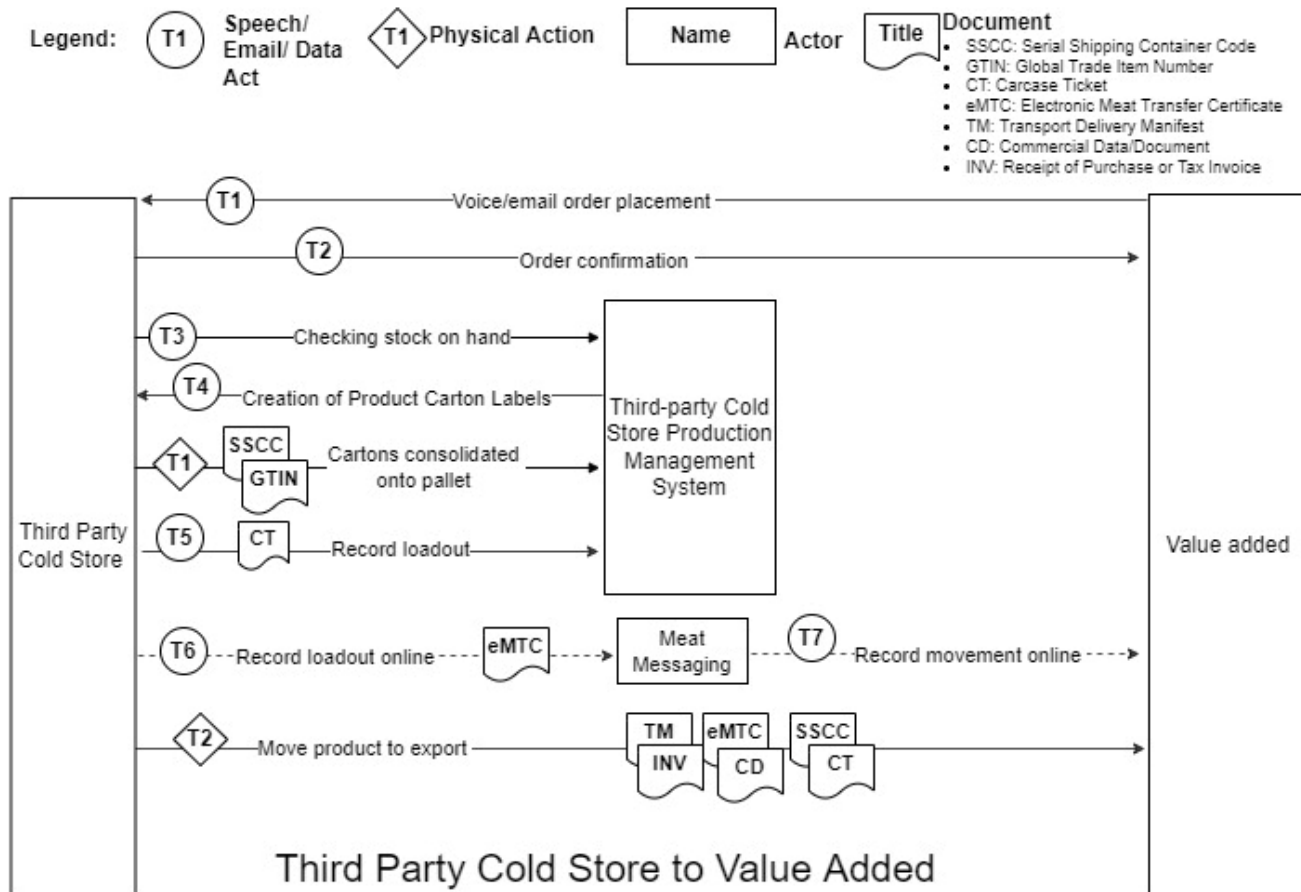 Legend:
T1
Speech/
Email/ Data
Act
T1
Physical Action
Name
Actor
Title
Document
• SSCC: Serial Shipping Container Code
• GTIN: Global Trade Item Number
• CT: Carcase Ticket
• eMTC: Electronic Meat Transfer Certificate
• TM: Transport Delivery Manifest
• CD: Commercial Data/Document
• INV: Receipt of Purchase or Tax Invoice
T1
Voice/email order placement
T2
Order confirmation
T3
Checking stock on hand
T4
Creation of Product Carton Labels
Third-party Cold
Store Production
Management
System
T1
SSCC
GTIN
Cartons consolidated
onto pallet
Third Party
Cold Store
T5
CT
Record loadout
Value added
T6
Record loadout online
eMTC
Meat
Messaging
T7
Record movement online
T2
Move product to export
TM
INV
eMTC
CD
SSCC
CT
Third Party Cold Store to Value Added